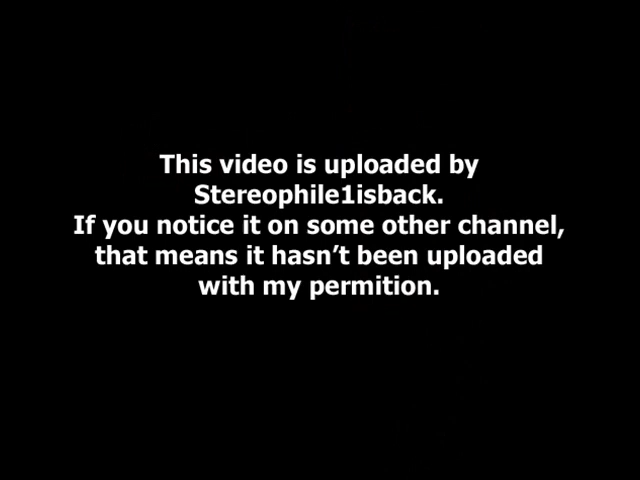 This video is uploaded by
Stereophile1isback.
If you notice it on some other channel,
that means it hasn’t been uploaded
with my permition.